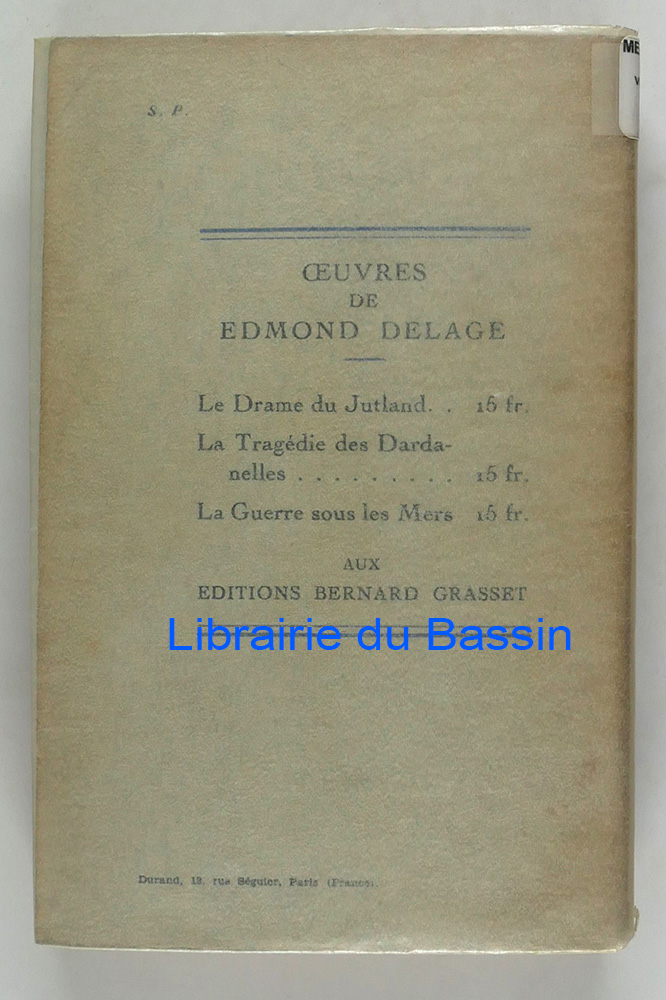 ME
V
S. P.
ŒUVRES
DE
EDMOND DELAGE
Le Drame du Jutland. . 15 fr.
La Tragédie des Darda-
nelles . . . . . . . . . 15 fr.
La Guerre sous les Mers 15 fr.
AUX
EDITIONS BERNARD GRASSET
Librairie du Bassin
Durand, 18, rue Séguier, Paris (France).